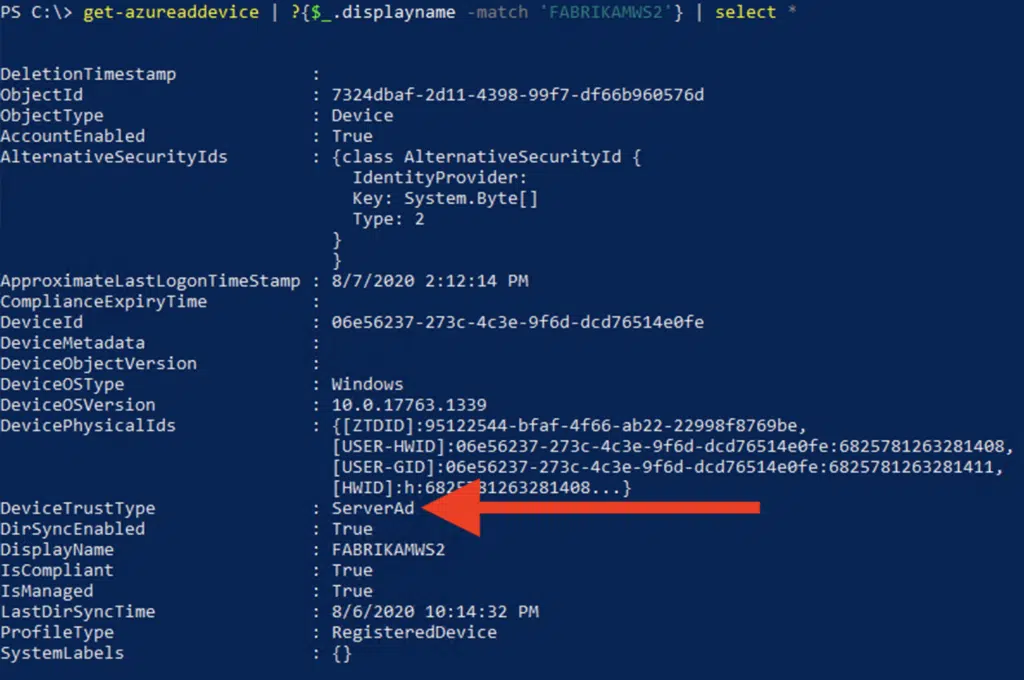 PS C:\> get-azureaddevice | ?{$_.displayname -match 'FABRIKAMWS2'} | select *
DeletionTimestamp :
ObjectId : 7324dbaf-2d11-4398-99f7-df66b960576d
ObjectType : Device
AccountEnabled : True
AlternativeSecurityIds : {class AlternativeSecurityId {
IdentityProvider:
Key: System.Byte[]
Type: 2
}
}
ApproximateLastLogonTimeStamp : 8/7/2020 2:12:14 PM
ComplianceExpiryTime :
DeviceId : 06e56237-273c-4c3e-9f6d-dcd76514e0fe
DeviceMetadata :
DeviceObjectVersion :
DeviceOSType : Windows
DeviceOSVersion : 10.0.17763.1339
DevicePhysicalIds : {[ZTDID]:95122544-bfaf-4f66-ab22-22998f8769be,
[USER-HWID]:06e56237-273c-4c3e-9f6d-dcd76514e0fe:6825781263281408,
[USER-GID]:06e56237-273c-4c3e-9f6d-dcd76514e0fe:6825781263281411,
[HWID]:h:6825781263281408...}
DeviceTrustType : ServerAd
DirSyncEnabled : True
DisplayName : FABRIKAMWS2
IsCompliant : True
IsManaged : True
LastDirSyncTime : 8/6/2020 10:14:32 PM
ProfileType : RegisteredDevice
SystemLabels : {}